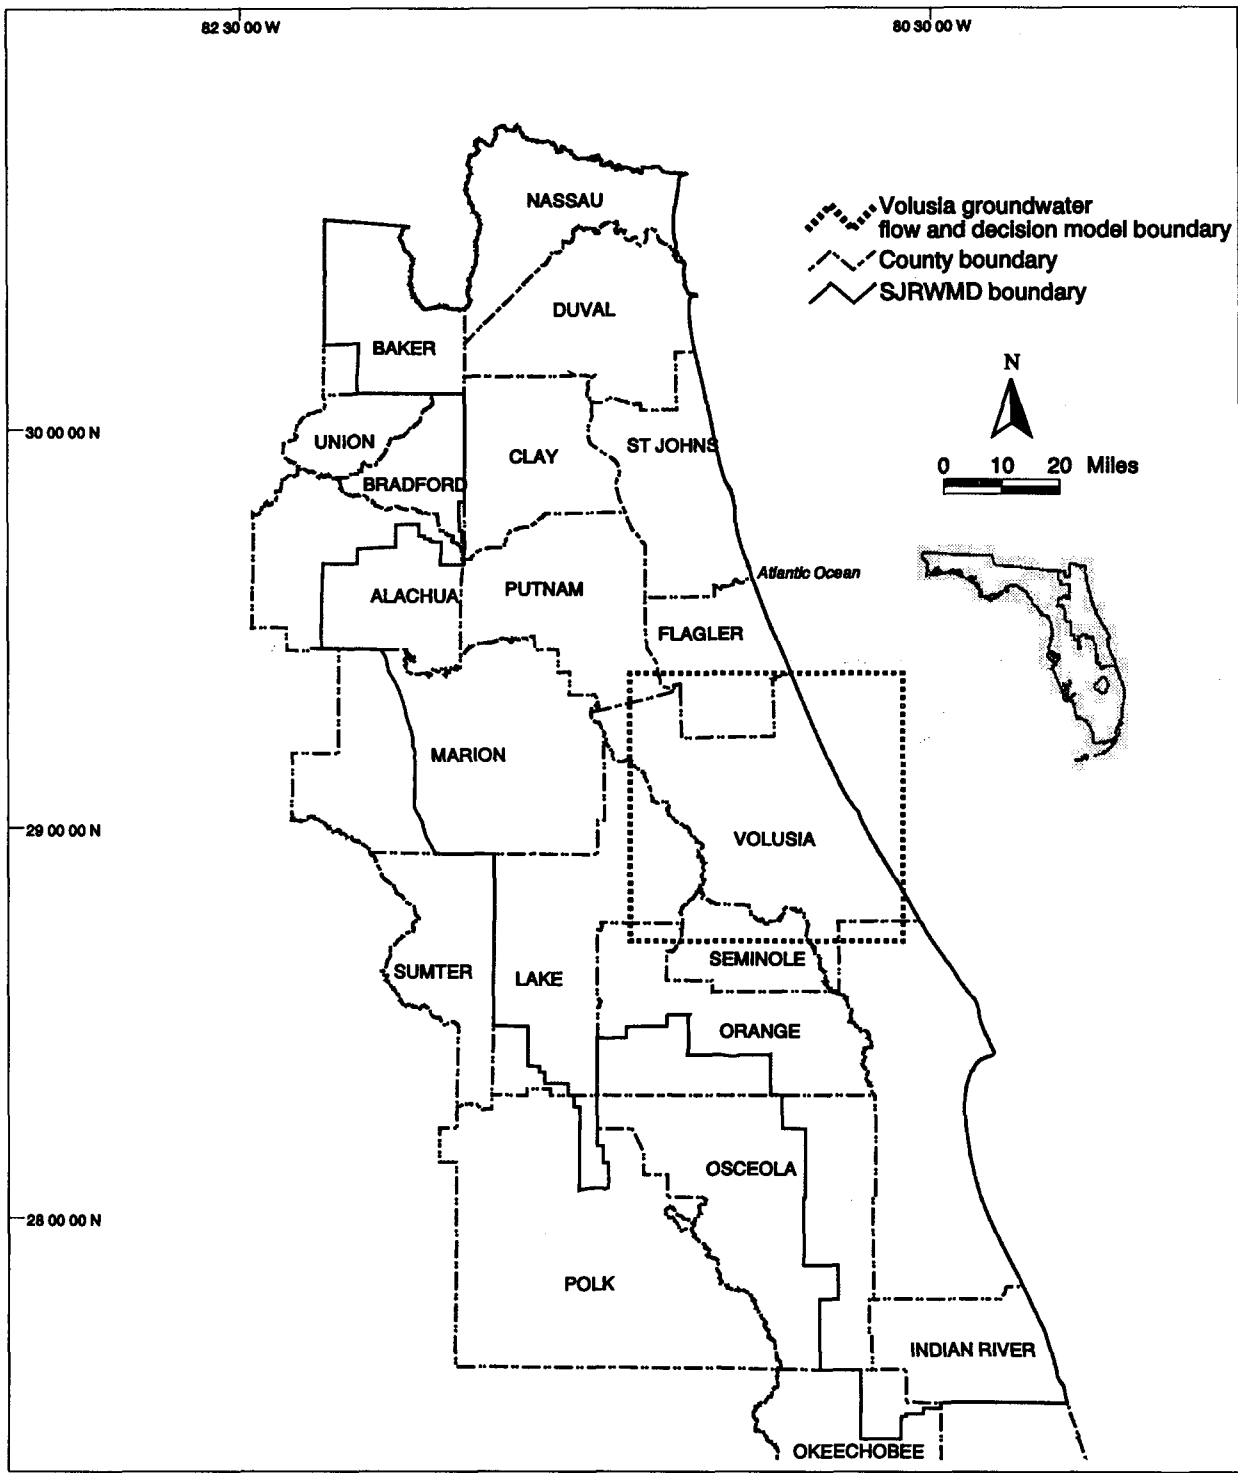 82 30 00 W
80 30 00 W
NASSAU
Volusia groundwater
flow and decision model boundary
County boundary
SJRWMD boundary
DUVAL
BAKER
N
30 00 00 N
UNION
ST JOHNS
CLAY
0 10 20 Miles
BRADFORD
Atlantic Ocean
PUTNAM
ALACHUA
FLAGLER
MARION
29 00 00 N
VOLUSIA
SEMINOLE
SUMTER
LAKE
ORANGE
OSCEOLA
28 00 00 N
POLK
INDIAN RIVER
OKEECHOBEE